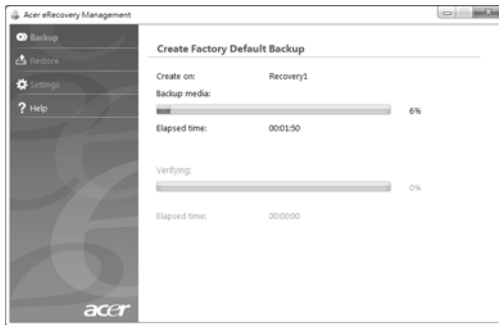 Acer eRecovery Management
Backup
Restore
Settings
? Help
Create Factory Default Backup
Create on: Recovery1
Backup media:
6%
Elapsed time: 00:01:50
Verifying:
0%
Elapsed time: 00:00:00
acer